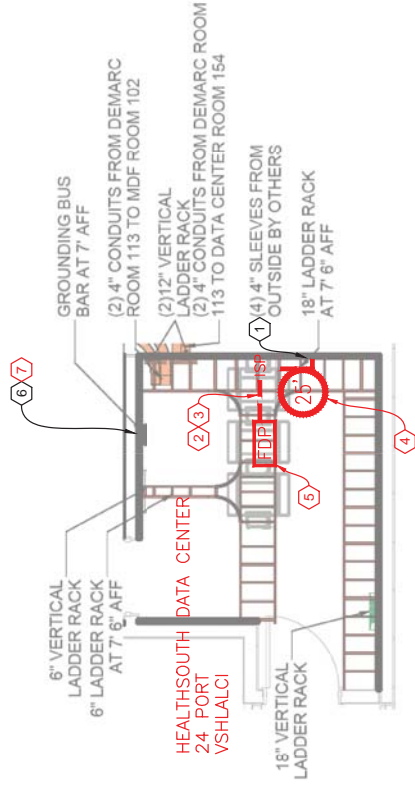 6
7
GROUNDING BUS
BAR AT 7' AFF
(2) 4" CONDUITS FROM DEMARC
ROOM 113 TO MDF ROOM 102
(2)12" VERTICAL
LADDER RACK
(2) 4" CONDUITS FROM DEMARC ROOM
113 TO DATA CENTER ROOM 154
(4) 4" SLEEVES FROM
OUTSIDE BY OTHERS
18" LADDER RACK
AT 7' 6" AFF
1
6" VERTICAL
LADDER RACK
6" LADDER RACK
AT 7' 6" AFF
HEALTHSOUTH DATA CENTER
24 PORT
VSHLALCI
18" VERTICAL
LADDER RACK
2
3
ISP
FDP
25'
5
4